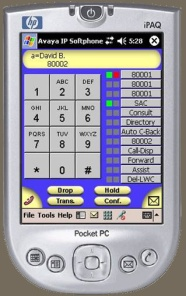 hp
iPAQ
Avaya IP Softphone 5:28
a=David B.
80002
1
ABC
2
DEF
3
GHI
4
JKL
5
MNO
6
PQRS
7
TUV
8
WXYZ
9
*
0
#
80001
80001
80001
SAC
Consult
Directory
Auto C-Back
80002
Call-Disp
Forward
Assist
Del-LWC
Drop
Hold
Trans.
Conf.
File Tools Help
Pocket PC